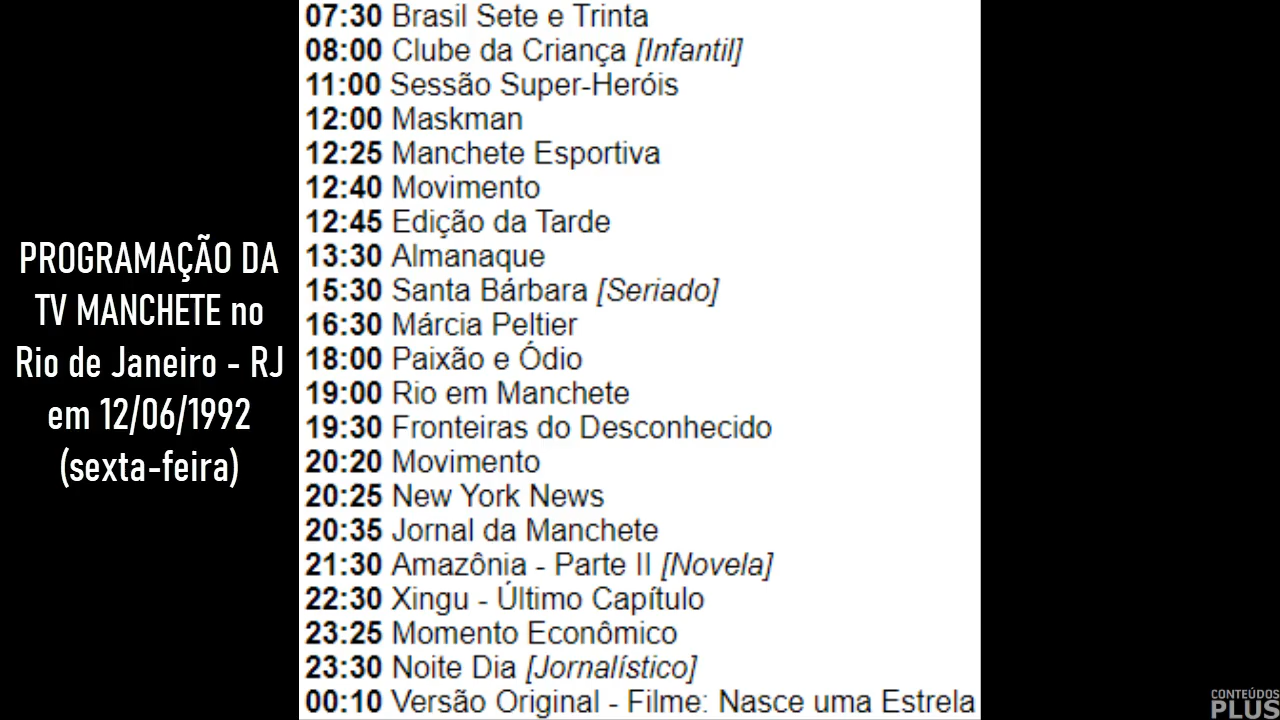 PROGRAMAÇÃO DA
TV MANCHETE no
Rio de Janeiro - RJ
em 12/06/1992
(sexta-feira)
07:30 Brasil Sete e Trinta
08:00 Clube da Criança [Infantil]
11:00 Sessão Super-Heróis
12:00 Maskman
12:25 Manchete Esportiva
12:40 Movimento
12:45 Edição da Tarde
13:30 Almanaque
15:30 Santa Bárbara [Seriado]
16:30 Márcia Peltier
18:00 Paixão e Ódio
19:00 Rio em Manchete
19:30 Fronteiras do Desconhecido
20:20 Movimento
20:25 New York News
20:35 Jornal da Manchete
21:30 Amazônia - Parte II [Novela]
22:30 Xingu - Último Capítulo
23:25 Momento Econômico
23:30 Noite Dia [Jornalístico]
00:10 Versão Original - Filme: Nasce uma Estrela
CONTEÚDOS
PLUS